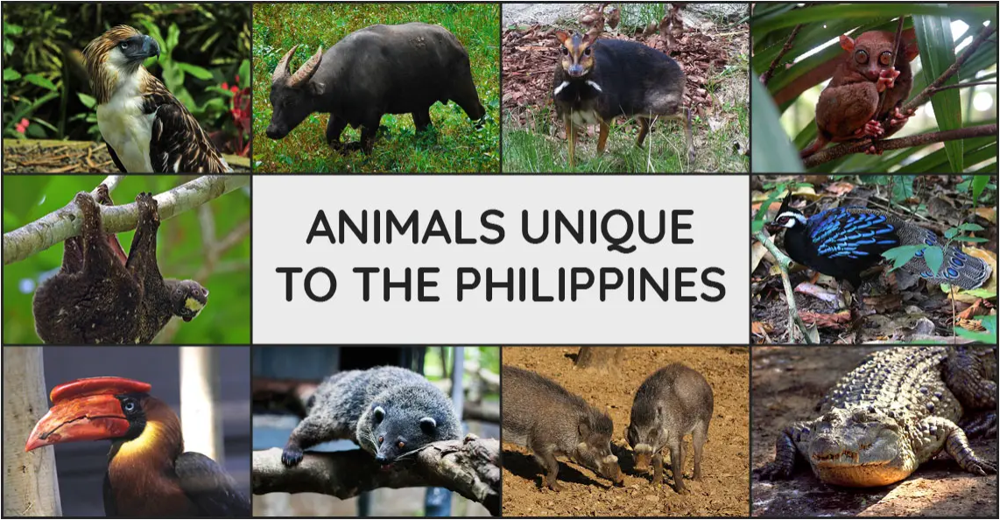 ANIMALS UNIQUE
TO THE PHILIPPINES